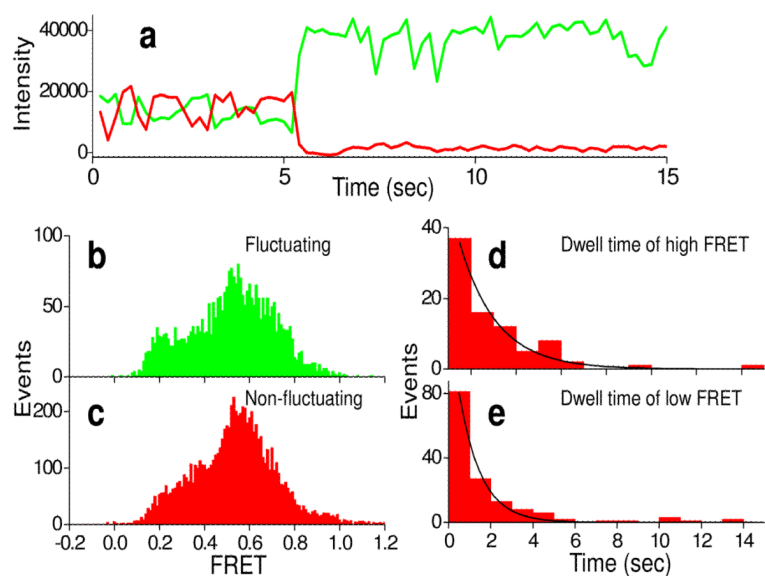 a
Intensity
40000
20000
0
0
5
10
15
Time (sec)
b
Fluctuating
100
50
0
Events
c
Non-fluctuating
200
100
0
-0.2
0.0
0.2
0.4
0.6
0.8
1.0
1.2
FRET
d
Dwell time of high FRET
40
20
0
Events
e
Dwell time of low FRET
80
40
0
0
2
4
6
8
10
12
14
Time (sec)